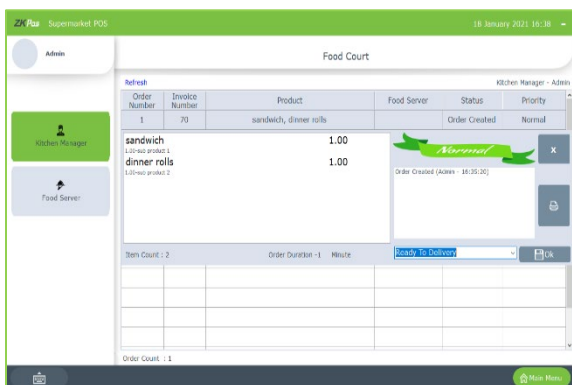 ZKPos Supermarket POS 18 January 2021 16:38
Admin
Food Court
Refresh Kitchen Manager - Admin
Order Number Invoice Number Product Food Server Status Priority
1 70 sandwich, dinner rolls Order Created Normal
Kitchen Manager
Food Server
sandwich 1.00
1.00-sub product 1
dinner rolls 1.00
1.00-sub product 2
Normal
X
Order Created (Admin - 16:35:20)
Item Count : 2 Order Duration -1 Minute
Ready To Delivery
Ok
Order Count : 1
Main Menu